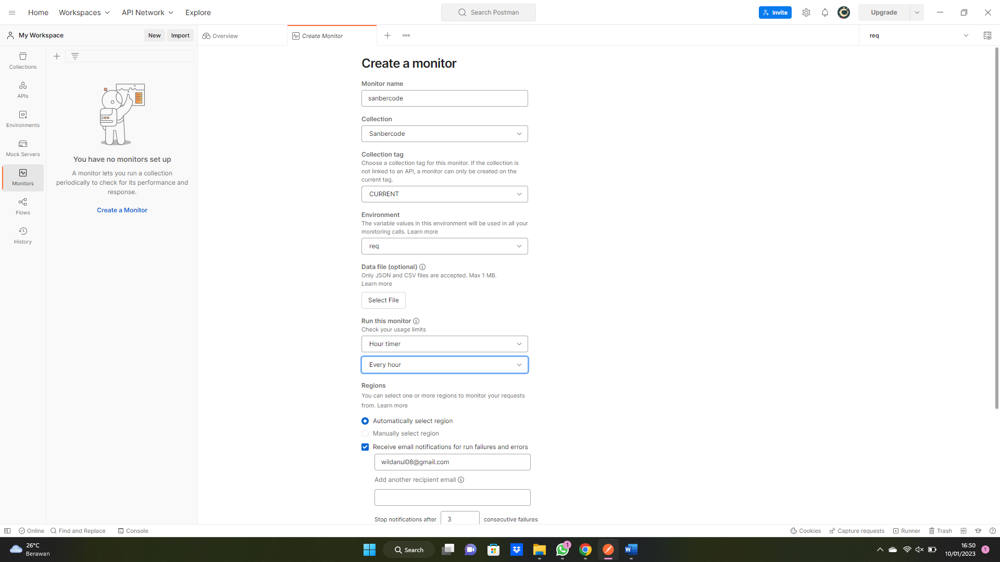 Home
Workspaces
API Network
Explore
Search Postman
Invite
Upgrade
My Workspace
New
Import
Overview
Create Monitor
req
Collections
APIs
Environments
Mock Servers
Monitors
Flows
History
You have no monitors set up
A monitor lets you run a collection
periodically to check for its performance and
response.
Create a Monitor
Create a monitor
Monitor name
sanbercode
Collection
Sanbercode
Collection tag
Choose a collection tag for this monitor. If the collection is
not linked to an API, a monitor can only be created on the
current tag.
CURRENT
Environment
The variable values in this environment will be used in all your
monitoring calls. Learn more
req
Data file (optional)
Only JSON and CSV files are accepted. Max 1 MB.
Learn more
Select File
Run this monitor
Check your usage limits
Hour timer
Every hour
Regions
You can select one or more regions to monitor your requests
from. Learn more
Automatically select region
Manually select region
Receive email notifications for run failures and errors
wildanul08@gmail.com
Add another recipient email
Stop notifications after 3 consecutive failures
Online
Find and Replace
Console
Cookies
Capture requests
Runner
Trash
26°C
Berawan
Search
1
16:50
10/01/2023
1